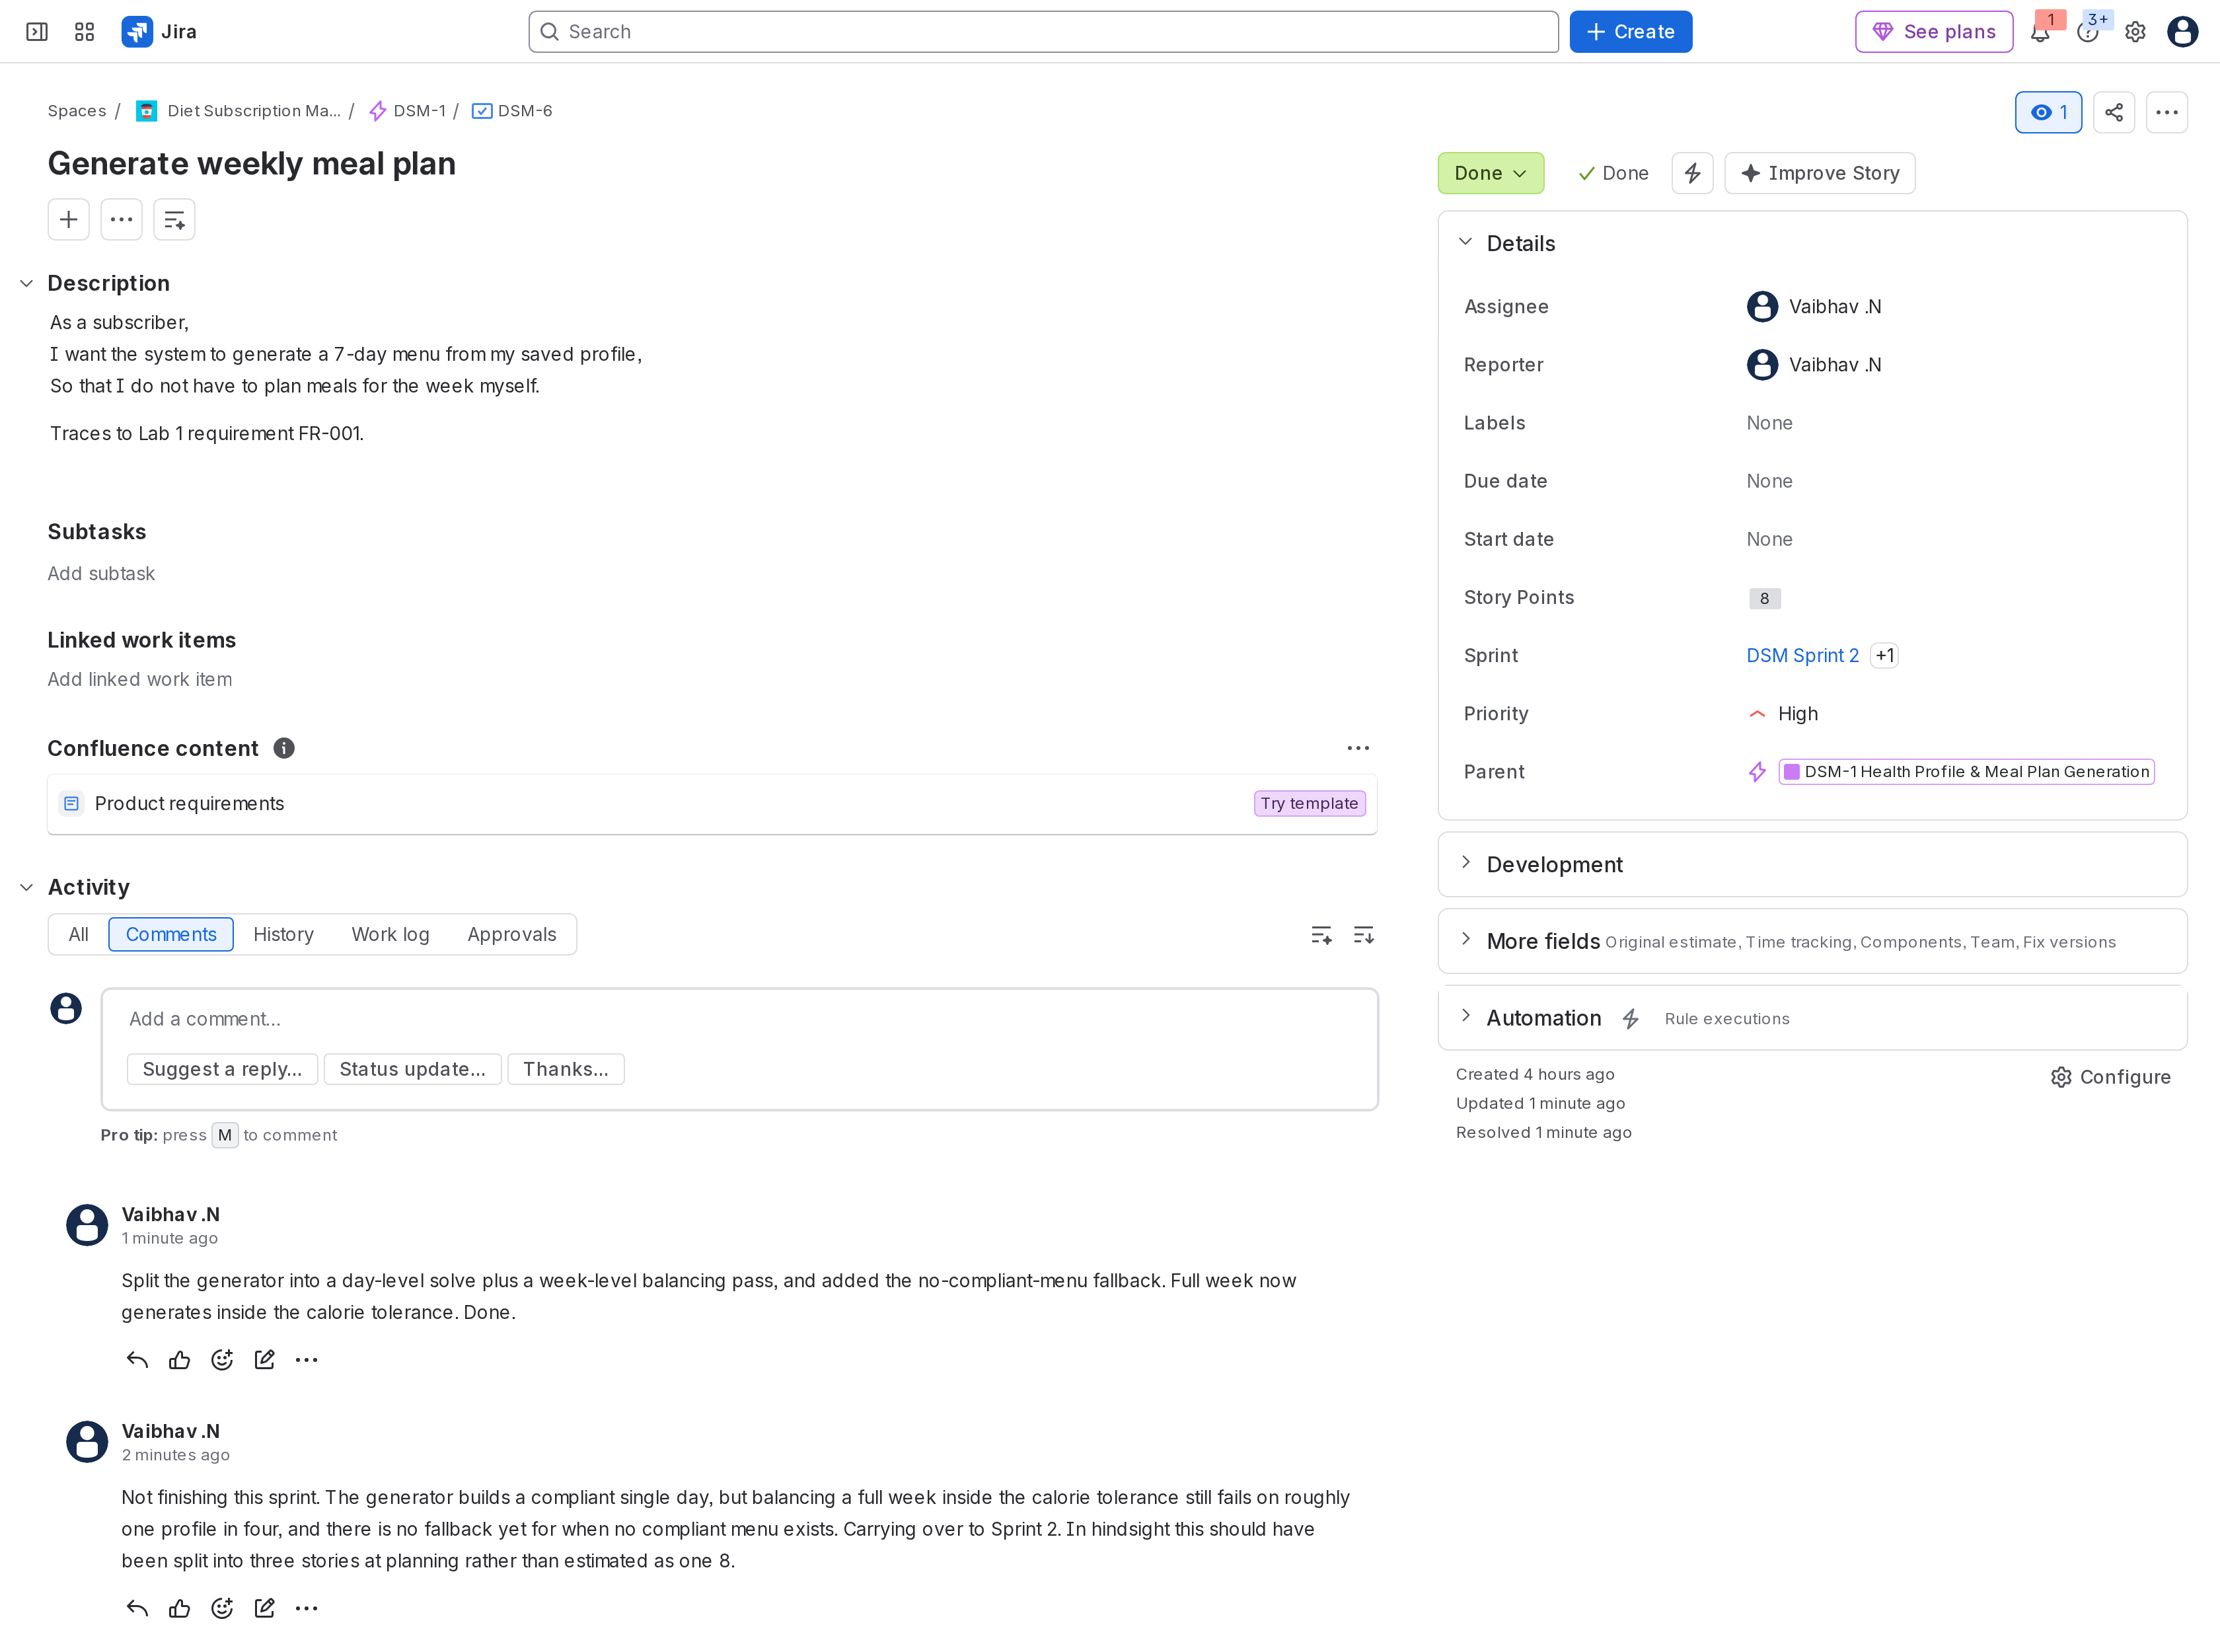 Jira
Search
Create
See plans
1
3+
Spaces / Diet Subscription Ma... / DSM-1 / DSM-6
1
Generate weekly meal plan
Done
Done
Improve Story
Description
As a subscriber,
I want the system to generate a 7-day menu from my saved profile,
So that I do not have to plan meals for the week myself.
Traces to Lab 1 requirement FR-001.
Subtasks
Add subtask
Linked work items
Add linked work item
Confluence content
Product requirements
Try template
Activity
All
Comments
History
Work log
Approvals
Add a comment...
Suggest a reply...
Status update...
Thanks...
Pro tip: press M to comment
Vaibhav .N
1 minute ago
Split the generator into a day-level solve plus a week-level balancing pass, and added the no-compliant-menu fallback. Full week now
generates inside the calorie tolerance. Done.
Vaibhav .N
2 minutes ago
Not finishing this sprint. The generator builds a compliant single day, but balancing a full week inside the calorie tolerance still fails on roughly
one profile in four, and there is no fallback yet for when no compliant menu exists. Carrying over to Sprint 2. In hindsight this should have
been split into three stories at planning rather than estimated as one 8.
Details
Assignee
Vaibhav .N
Reporter
Vaibhav .N
Labels
None
Due date
None
Start date
None
Story Points
8
Sprint
DSM Sprint 2 +1
Priority
High
Parent
DSM-1 Health Profile & Meal Plan Generation
Development
More fields Original estimate, Time tracking, Components, Team, Fix versions
Automation Rule executions
Created 4 hours ago
Configure
Updated 1 minute ago
Resolved 1 minute ago